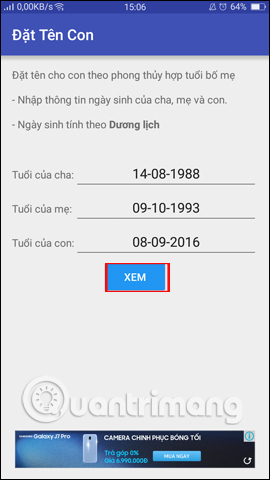 0,00KB/s 15:06 64%
Đặt Tên Con
Đặt tên cho con theo phong thủy hợp tuổi bố mẹ
- Nhập thông tin ngày sinh của cha, mẹ và con.
- Ngày sinh tính theo Dương lịch
Tuổi của cha: 14-08-1988
Tuổi của mẹ: 09-10-1993
Tuổi của con: 08-09-2016
XEM
Quantrimang
SAMSUNG
Galaxy J7 Pro
CAMERA CHINH PHỤC BÓNG TỐI
Trả góp 0%
Giá 6.990.000Đ
MUA NGAY